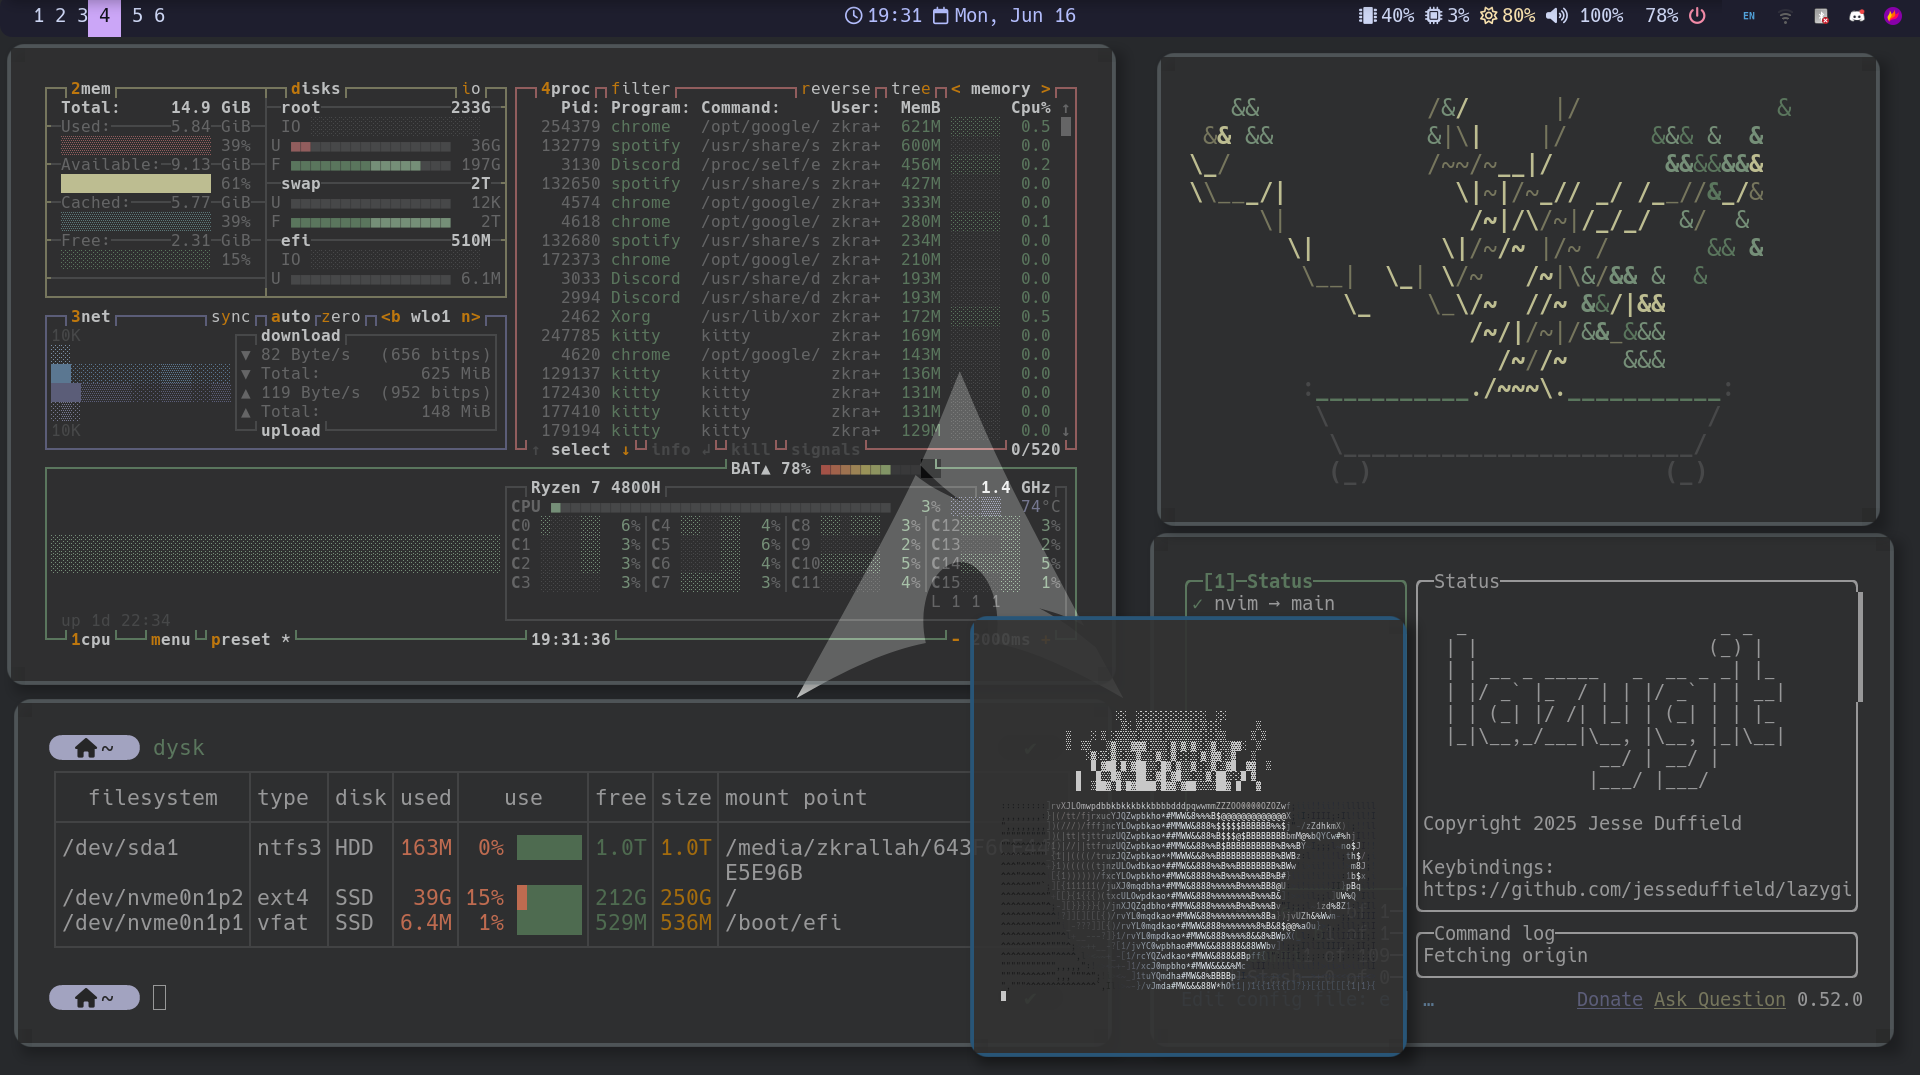 1 2 3 4 5 6
19:31 Mon, Jun 16
40% 3% 80% 100% 78%
EN
2mem disks io
Total: 14.9 GiB
Used: 5.84 GiB
39%
Available: 9.13 GiB
61%
Cached: 5.77 GiB
39%
Free: 2.31 GiB
15%
root 233G
IO
U 36G
F 197G
swap 2T
U 12K
F 2T
efi 510M
IO
U 6.1M
4proc filter reverse tree < memory >
Pid: Program: Command: User: MemB Cpu% ↑
254379 chrome /opt/google/ zkra+ 621M 0.5
132779 spotify /usr/share/s zkra+ 600M 0.0
3130 Discord /proc/self/e zkra+ 456M 0.2
132650 spotify /usr/share/s zkra+ 427M 0.0
4574 chrome /opt/google/ zkra+ 333M 0.0
4618 chrome /opt/google/ zkra+ 280M 0.1
132680 spotify /usr/share/s zkra+ 234M 0.0
172373 chrome /opt/google/ zkra+ 210M 0.0
3033 Discord /usr/share/d zkra+ 193M 0.0
2994 Discord /usr/share/d zkra+ 193M 0.0
2462 Xorg /usr/lib/xor zkra+ 172M 0.5
247785 kitty kitty zkra+ 169M 0.0
4620 chrome /opt/google/ zkra+ 143M 0.0
129137 kitty kitty zkra+ 136M 0.0
172430 kitty kitty zkra+ 131M 0.0
177410 kitty kitty zkra+ 131M 0.0
179194 kitty kitty zkra+ 129M 0.0 ↓
↑ select ↓ info ↲ kill signals 0/520
3net sync auto zero <b wlo1 n>
10K
download
▼ 82 Byte/s (656 bitps)
▼ Total: 625 MiB
▲ 119 Byte/s (952 bitps)
▲ Total: 148 MiB
10K
upload
BAT▲ 78%
Ryzen 7 4800H 1.4 GHz
CPU 3% 74°C
C0 6% C4 4% C8 3% C12 3%
C1 3% C5 6% C9 2% C13 2%
C2 3% C6 4% C10 5% C14 5%
C3 3% C7 3% C11 4% C15 1%
L 1 1 1
up 1d 22:34
1cpu menu preset * 19:31:36 - 2000ms +
~ dysk
filesystem type disk used use free size mount point
/dev/sda1 ntfs3 HDD 163M 0% 1.0T 1.0T /media/zkrallah/643
E5E96B
/dev/nvme0n1p2 ext4 SSD 39G 15% 212G 250G /
/dev/nvme0n1p1 vfat SSD 6.4M 1% 529M 536M /boot/efi
~
[1]-Status
✓ nvim → main
Status
lazygit
Copyright 2025 Jesse Duffield
Keybindings:
https://github.com/jesseduffield/lazygi
Command log
Fetching origin
Edit config file: e
… Donate Ask Question 0.52.0